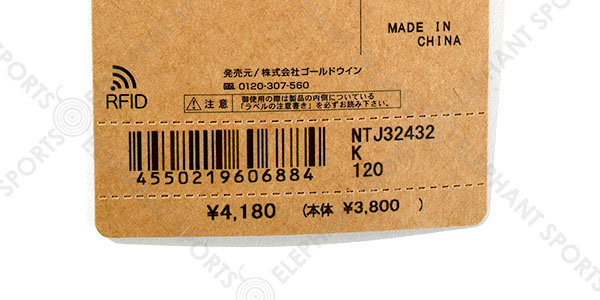 MADE IN
CHINA
RFID
発売元/株式会社ゴールドウイン
0120-307-560
注意
御使用の際は製品の内側についている
「ラベルの注意書き」を必ずお読み下さい。
4550219606884
NTJ32432
K
120
¥4,180 (本体 ¥3,800 )
ELEPHANT SPORTS